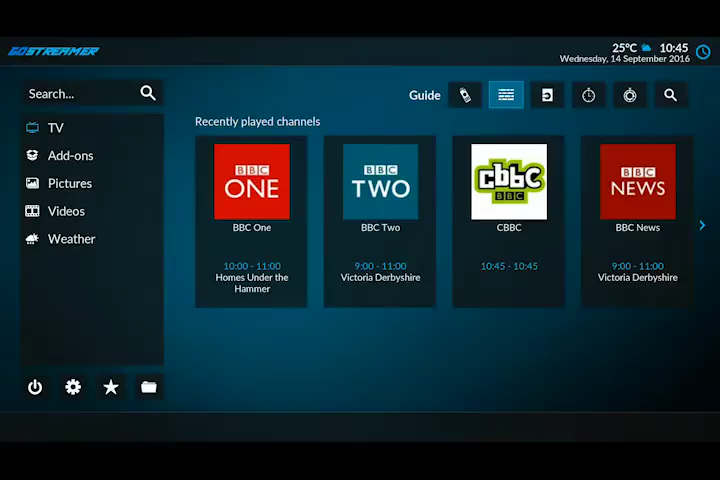 GOSTREAMER
25°C 10:45
Wednesday, 14 September 2016
Search...
Guide
TV
Add-ons
Pictures
Videos
Weather
Recently played channels
BBC
ONE
BBC One
10:00 - 11:00
Homes Under the
Hammer
BBC
TWO
BBC Two
9:00 - 11:00
Victoria Derbyshire
cbbc
BBC
CBBC
10:45 - 10:45
BBC
NEWS
BBC News
9:00 - 11:00
Victoria Derbyshire